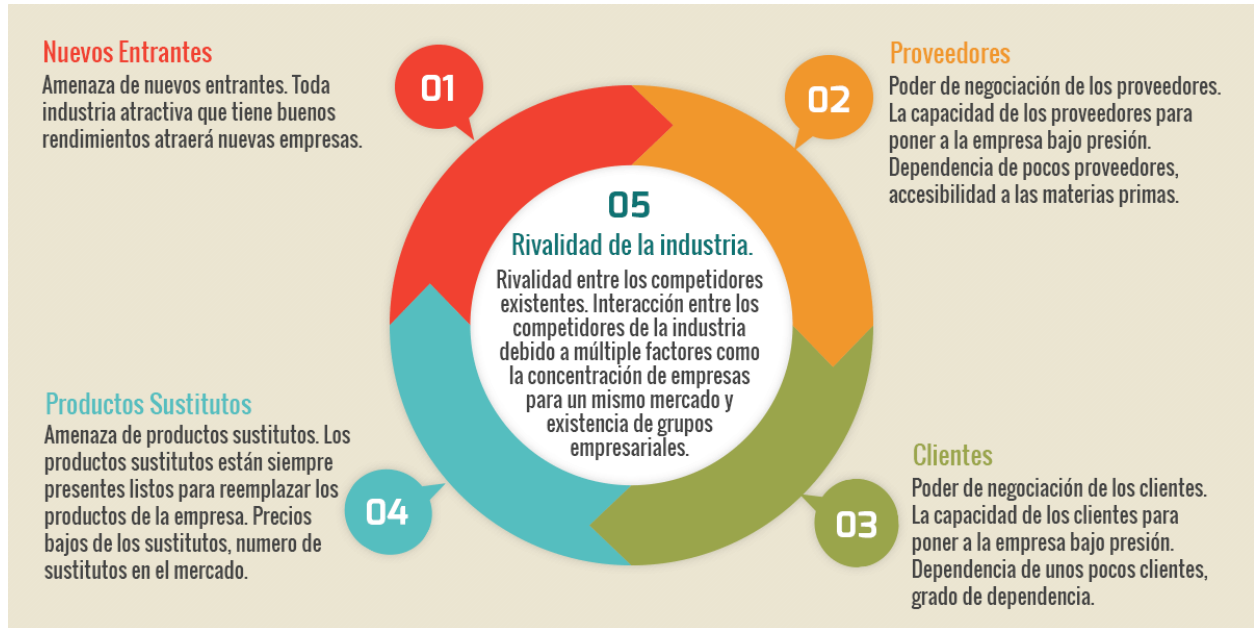 Nuevos Entrantes
Amenaza de nuevos entrantes. Toda
industria atractiva que tiene buenos
rendimientos atraerá nuevas empresas.
01
02
Proveedores
Poder de negociación de los proveedores.
La capacidad de los proveedores para
poner a la empresa bajo presión.
Dependencia de pocos proveedores,
accesibilidad a las materias primas.
05
Rivalidad de la industria.
Rivalidad entre los competidores
existentes. Interacción entre los
competidores de la industria
debido a múltiple factores como
la concentración de empresas
para un mismo mercado y
existencia de grupos
empresariales.
Productos Sustitutos
Amenaza de productos sustitutos. Los
productos sustitutos están siempre
presentes listos para reemplazar los
productos de la empresa. Precios
bajos de los sustitutos, numero de
sustitutos en el mercado.
04
03
Clientes
Poder de negociación de los clientes.
La capacidad de los clientes para
poner a la empresa bajo presión.
Dependencia de unos pocos clientes,
grado de dependencia.